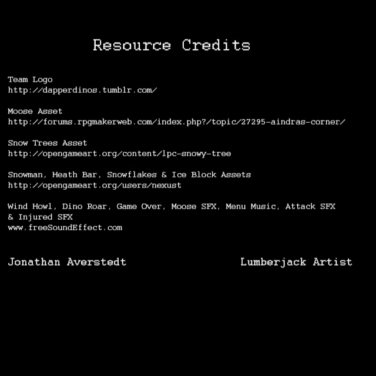 Resource Credits
Team Logo
http://dapperdinos.tumblr.com/
Moose Asset
http://forums.rpgmakerweb.com/index.php?/topic/27295-aindras-corner/
Snow Trees Asset
http://opengameart.org/content/lpc-snowy-tree
Snowman, Heath Bar, Snowflakes & Ice Block Assets
http://opengameart.org/users/nexust
Wind Howl, Dino Roar, Game Over, Moose SFX, Menu Music, Attack SFX
& Injured SFX
www.freeSoundEffect.com
Jonathan Averstedt Lumberjack Artist